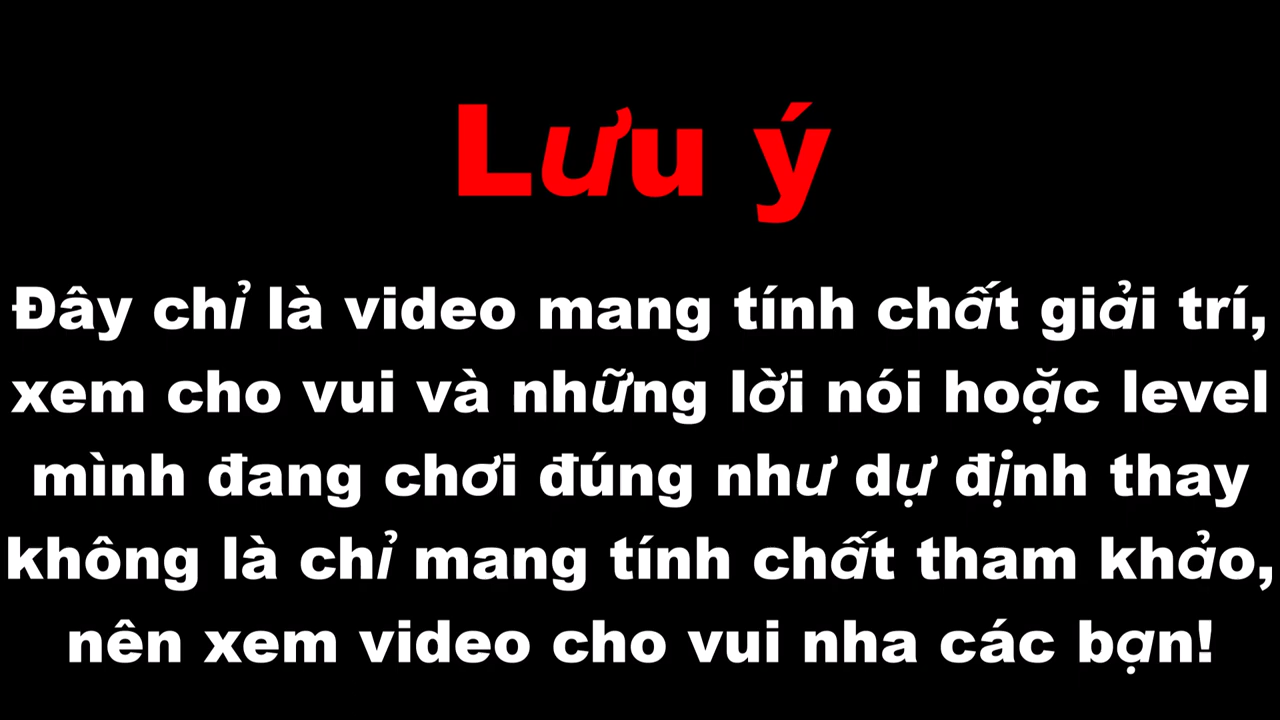 Lưu ý
Đây chỉ là video mang tính chất giải trí,
xem cho vui và những lời nói hoặc level
mình đang chơi đúng như dự định thay
không là chỉ mang tính chất tham khảo,
nên xem video cho vui nha các bạn!